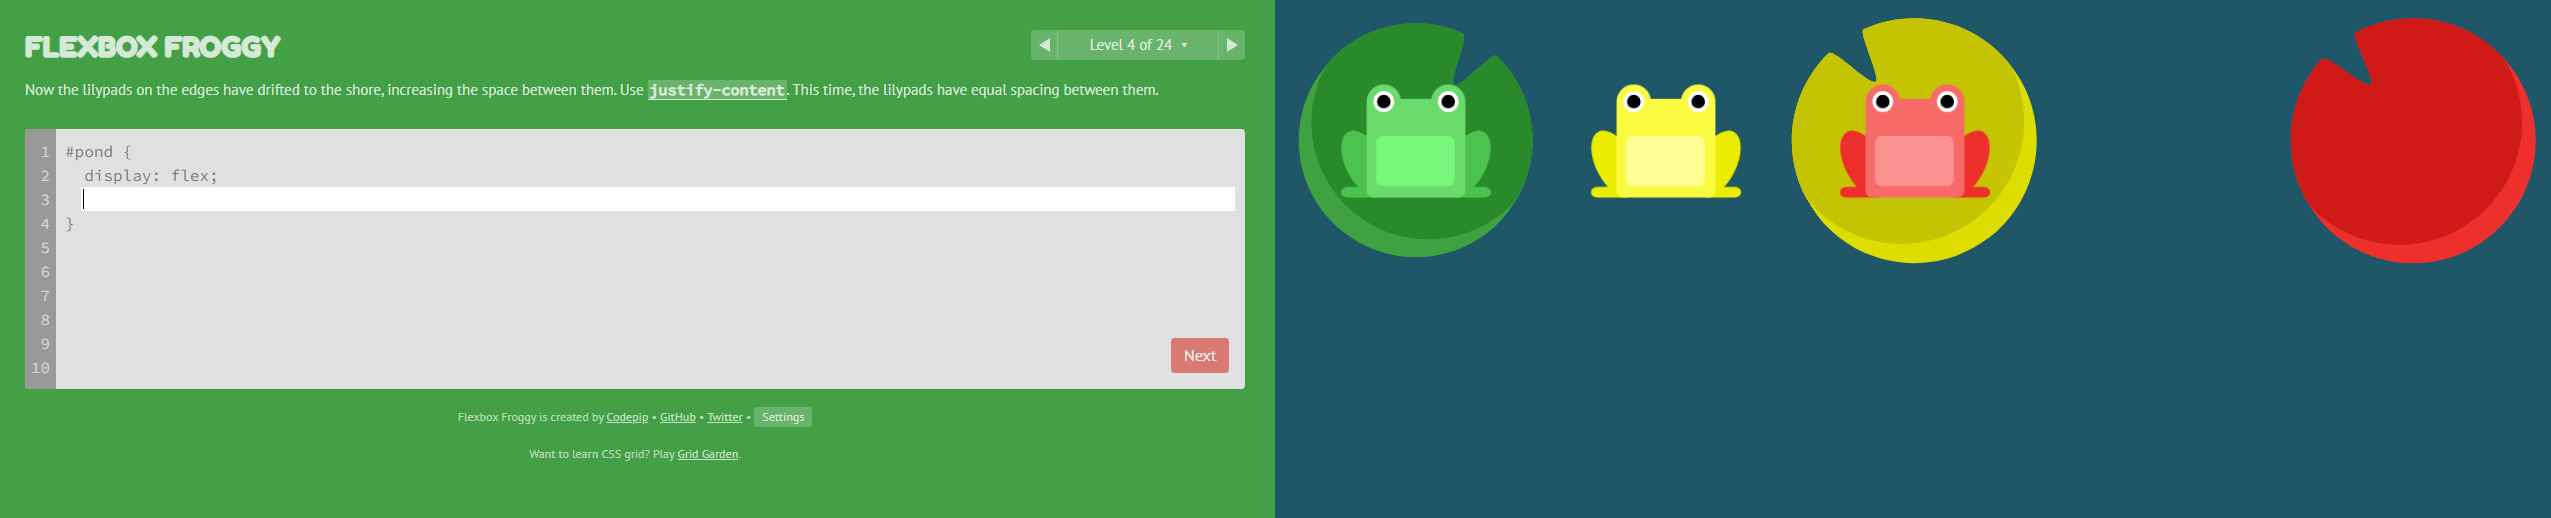 FLEXBOX FROGGY
Level 4 of 24
Now the lilypads on the edges have drifted to the shore, increasing the space between them. Use justify-content. This time, the lilypads have equal spacing between them.
1 #pond {
2 display: flex;
3
4 }
5
6
7
8
9
10
Next
Flexbox Froggy is created by Codepip • GitHub • Twitter • Settings
Want to learn CSS grid? Play Grid Garden.